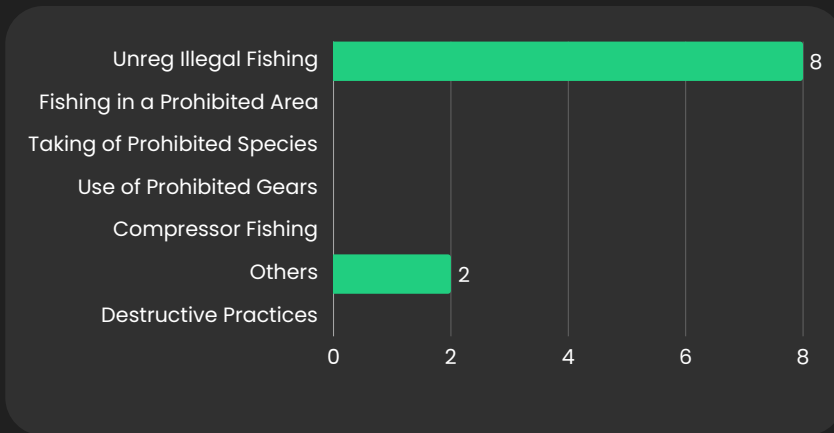 Unreg Illegal Fishing 8
Fishing in a Prohibited Area
Taking of Prohibited Species
Use of Prohibited Gears
Compressor Fishing
Others 2
Destructive Practices
0 2 4 6 8